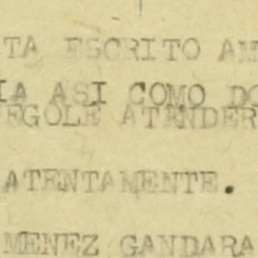 TA ESCRITO AM
IA ASI COMO DO
EGOLE ATENDER
ATENTAMENTE.
MENEZ GANDARA